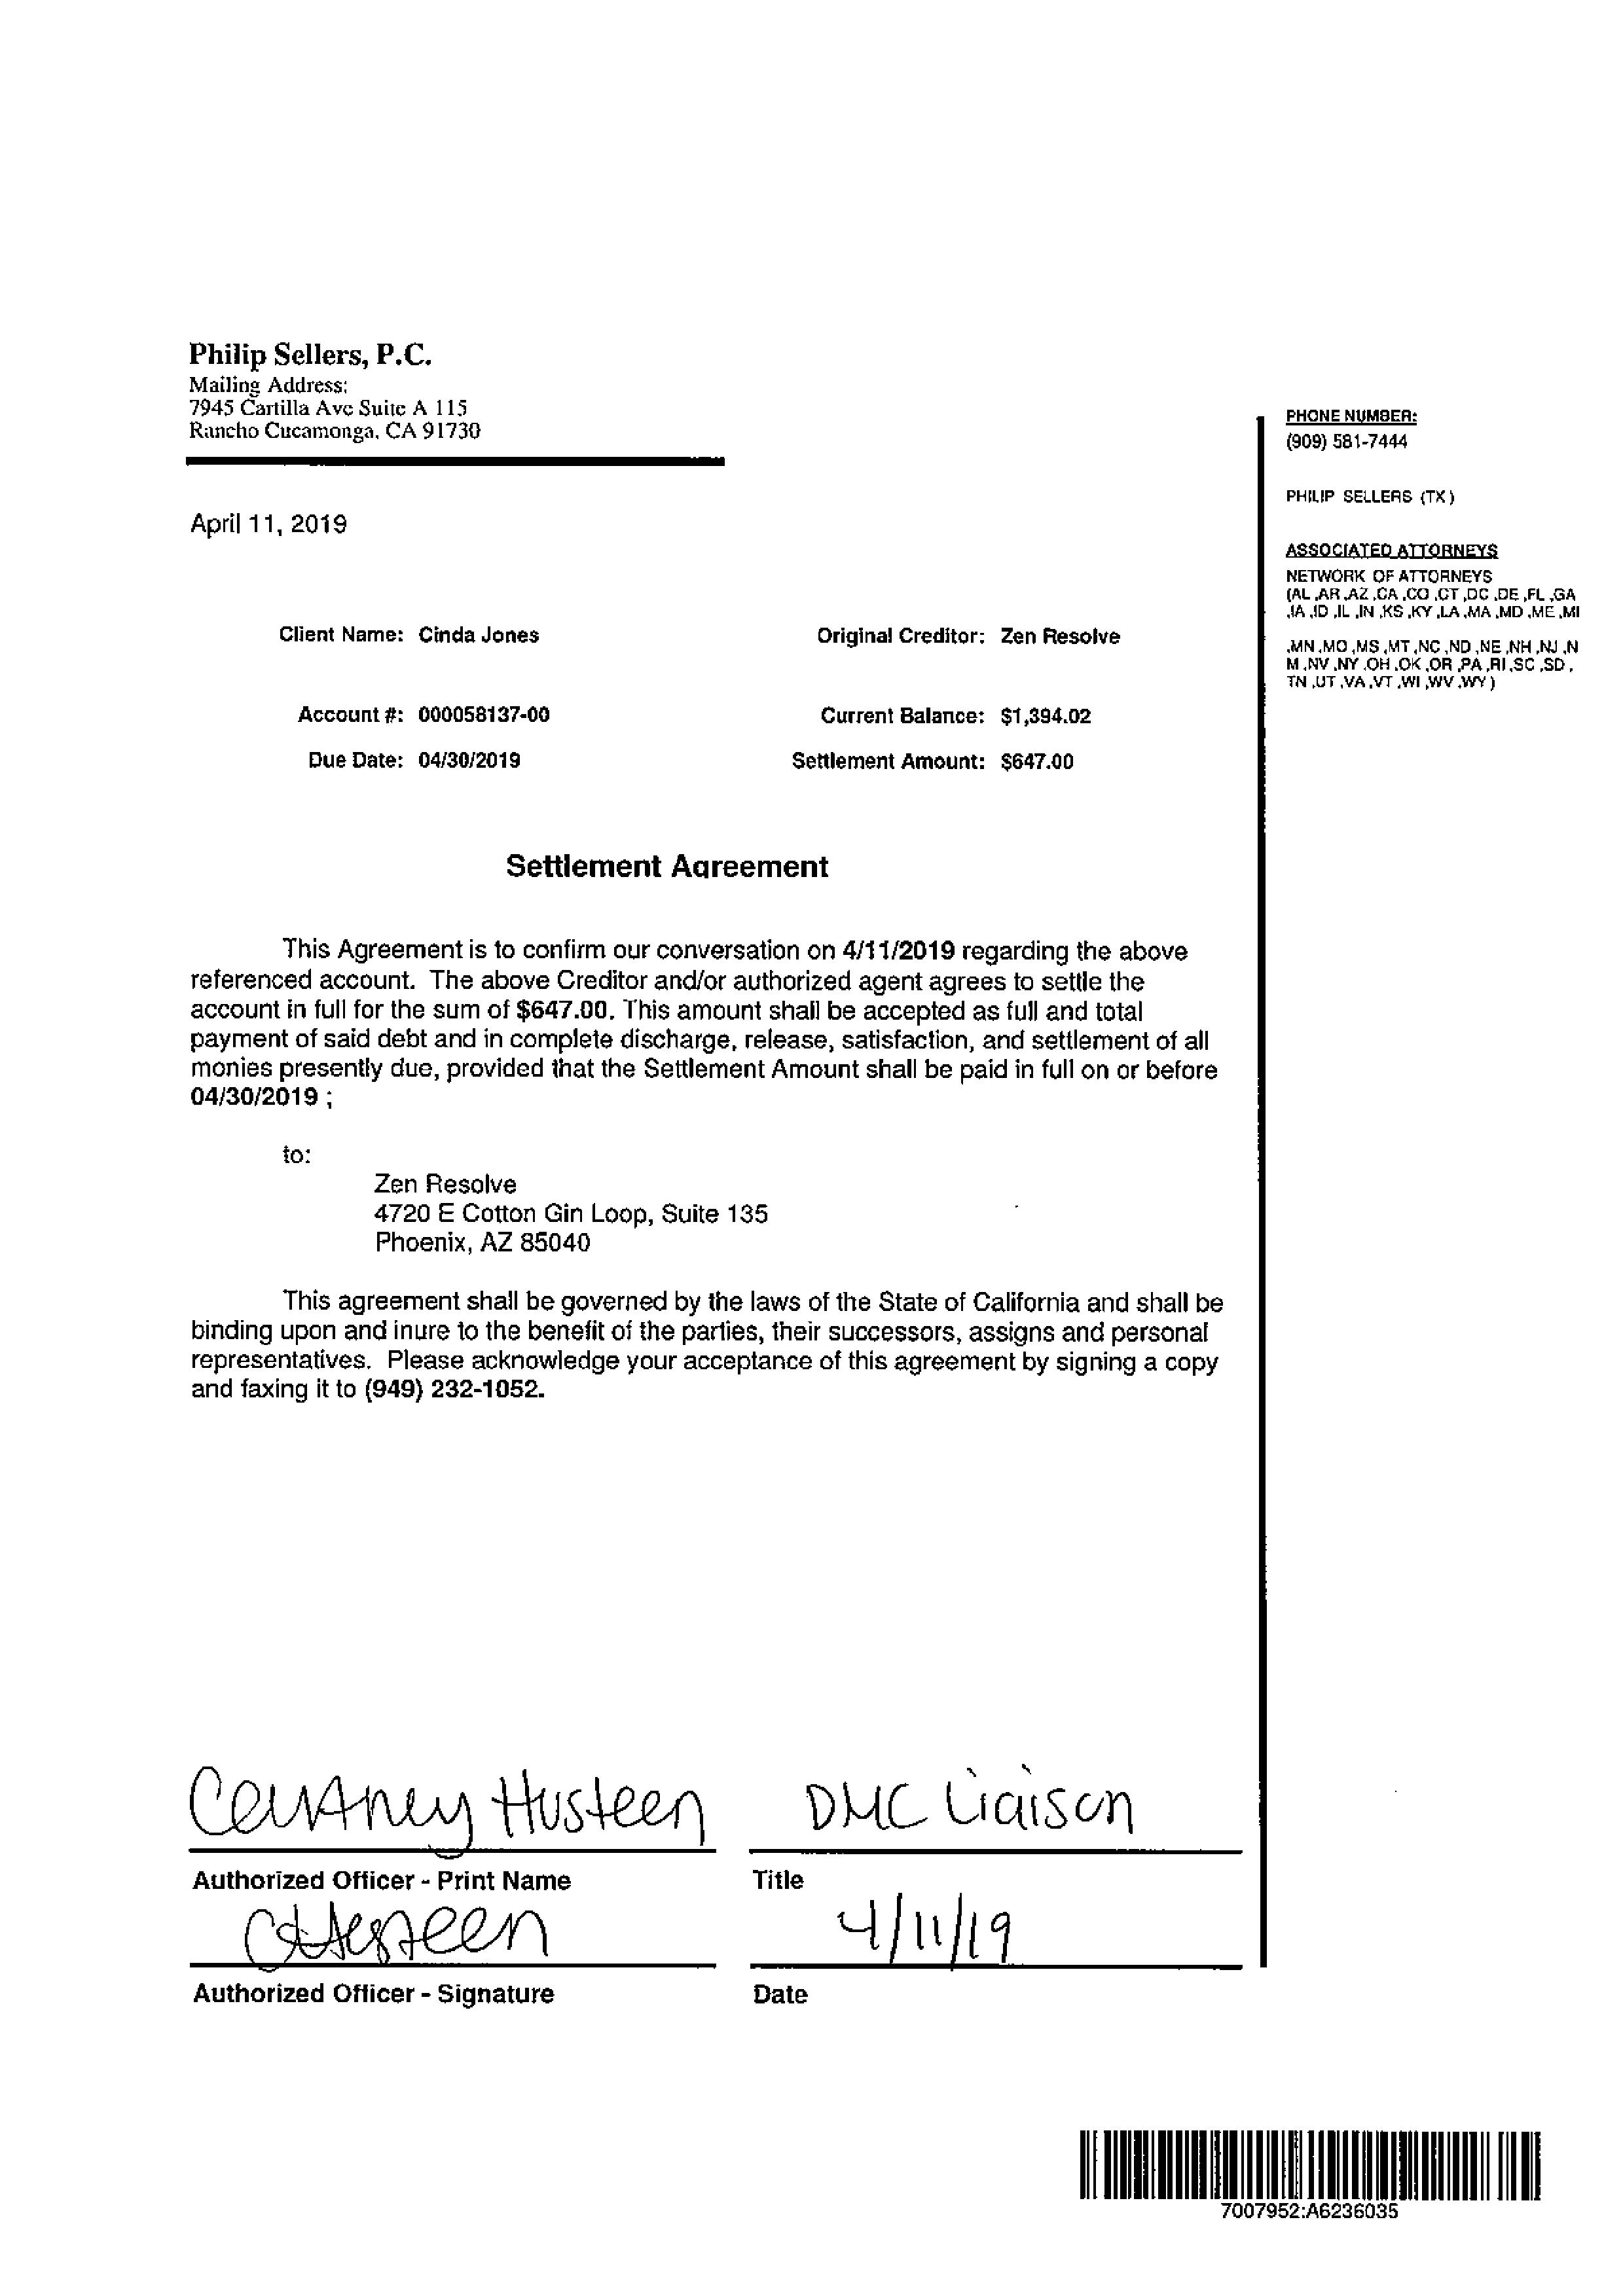 Philip Sellers, P.C.
Mailing Address:
7945 Cartilla Ave Suite A 115
Rancho Cucamonga, CA 91730
PHONE NUMBER:
(909) 581-7444
PHILIP SELLERS (TX)
ASSOCIATED ATTORNEYS
NETWORK OF ATTORNEYS
(AL ,AR ,AZ ,CA ,CO ,CT ,DC ,DE ,FL ,GA
,IA ,ID ,IL ,IN ,KS ,KY ,LA ,MA ,MD ,ME ,MI
,MN ,MO ,MS ,MT ,NC ,ND ,NE ,NH ,NJ ,N
M ,NV ,NY ,OH ,OK ,OR ,PA ,RI ,SC ,SD ,
TN ,UT ,VA ,VT ,WI ,WV ,WY )
April 11, 2019
Client Name: Cinda Jones Original Creditor: Zen Resolve
Account #: 000058137-00 Current Balance: $1,394.02
Due Date: 04/30/2019 Settlement Amount: $647.00
Settlement Agreement
This Agreement is to confirm our conversation on 4/11/2019 regarding the above
referenced account. The above Creditor and/or authorized agent agrees to settle the
account in full for the sum of $647.00. This amount shall be accepted as full and total
payment of said debt and in complete discharge, release, satisfaction, and settlement of all
monies presently due, provided that the Settlement Amount shall be paid in full on or before
04/30/2019 ;
to:
Zen Resolve
4720 E Cotton Gin Loop, Suite 135
Phoenix, AZ 85040
This agreement shall be governed by the laws of the State of California and shall be
binding upon and inure to the benefit of the parties, their successors, assigns and personal
representatives. Please acknowledge your acceptance of this agreement by signing a copy
and faxing it to (949) 232-1052.
Courtney Husteen DMC Liaison
Authorized Officer - Print Name Title
CHusteen 4/11/19
Authorized Officer - Signature Date
7007952:A6236035